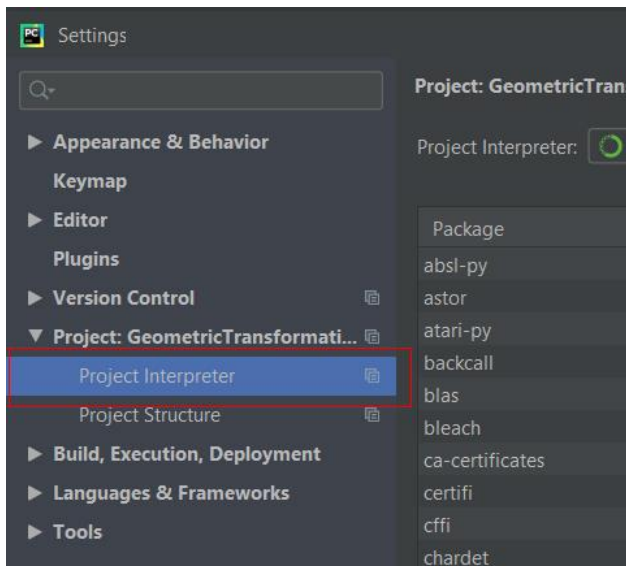 PC Settings
Appearance & Behavior
Keymap
Editor
Plugins
Version Control
Project: GeometricTransformati...
Project Interpreter
Project Structure
Build, Execution, Deployment
Languages & Frameworks
Tools
Project: GeometricTran
Project Interpreter:
Package
absl-py
astor
atari-py
backcall
blas
bleach
ca-certificates
certifi
cffi
chardet